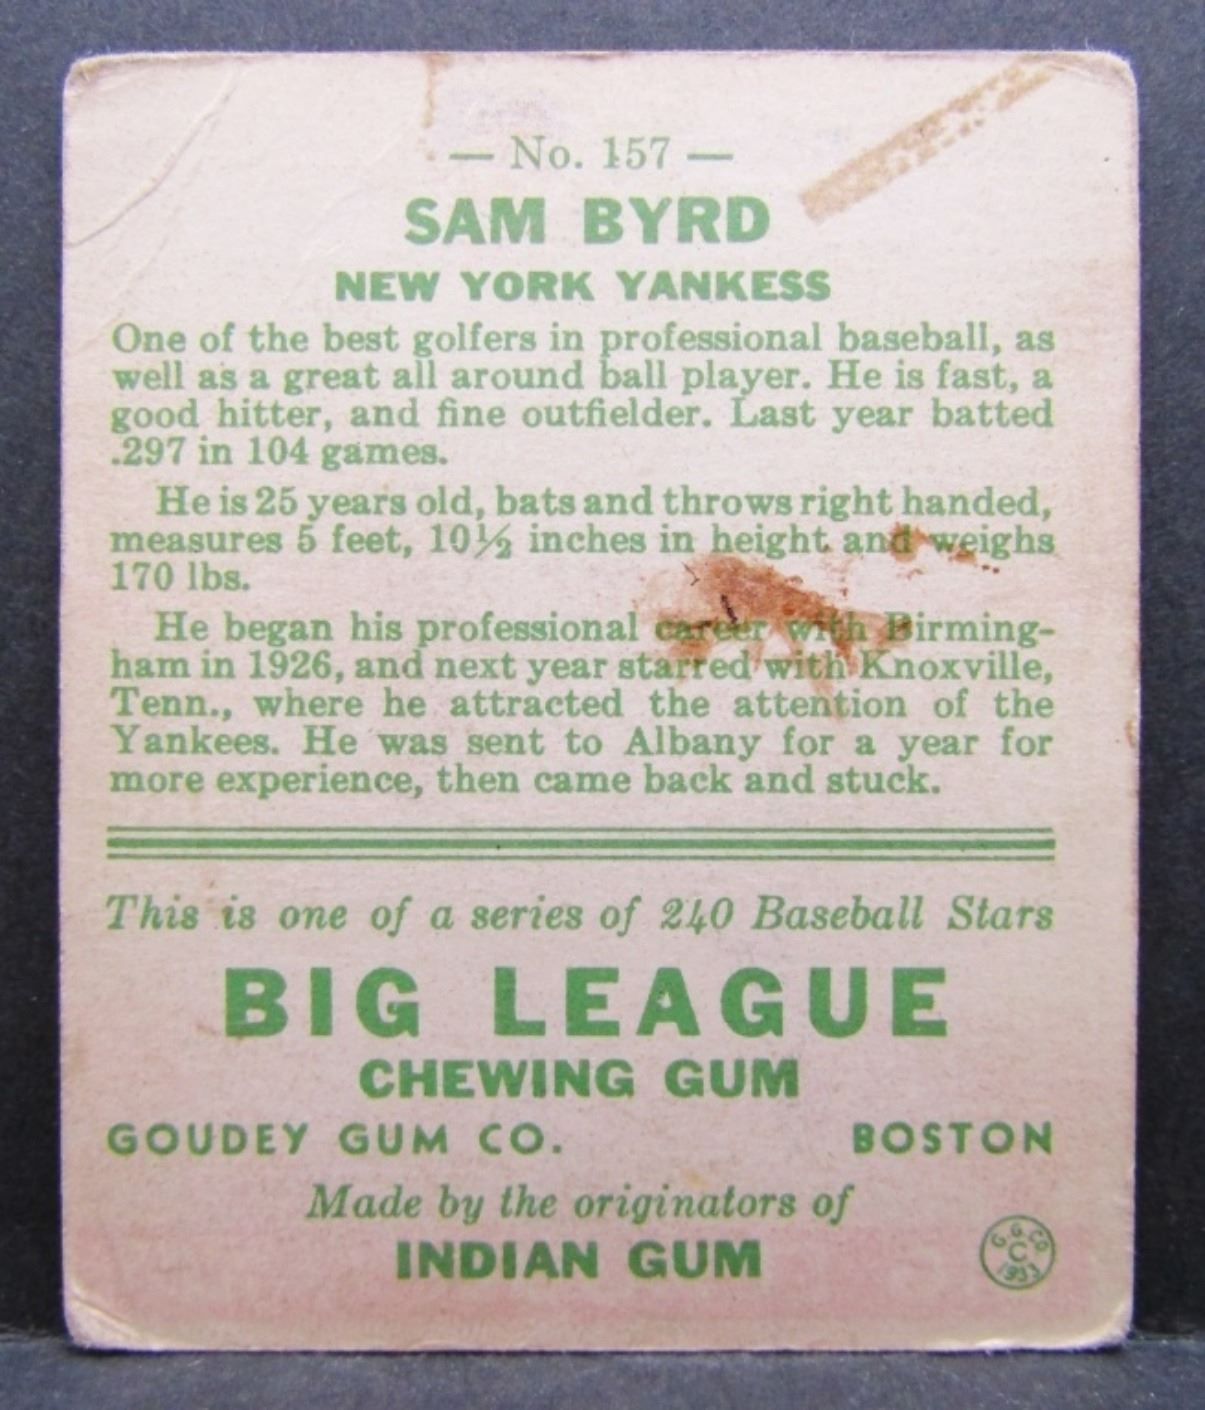 — No. 157 —
SAM BYRD
NEW YORK YANKESS
One of the best golfers in professional baseball, as
well as a great all around ball player. He is fast, a
good hitter, and fine outfielder. Last year batted
.297 in 104 games.
He is 25 years old, bats and throws right handed,
measures 5 feet, 10½ inches in height and weighs
170 lbs.
He began his professional career with Birming-
ham in 1926, and next year starred with Knoxville,
Tenn., where he attracted the attention of the
Yankees. He was sent to Albany for a year for
more experience, then came back and stuck.
This is one of a series of 240 Baseball Stars
BIG LEAGUE
CHEWING GUM
GOUDEY GUM CO. BOSTON
Made by the originators of
INDIAN GUM
G. G. CO
C
1933